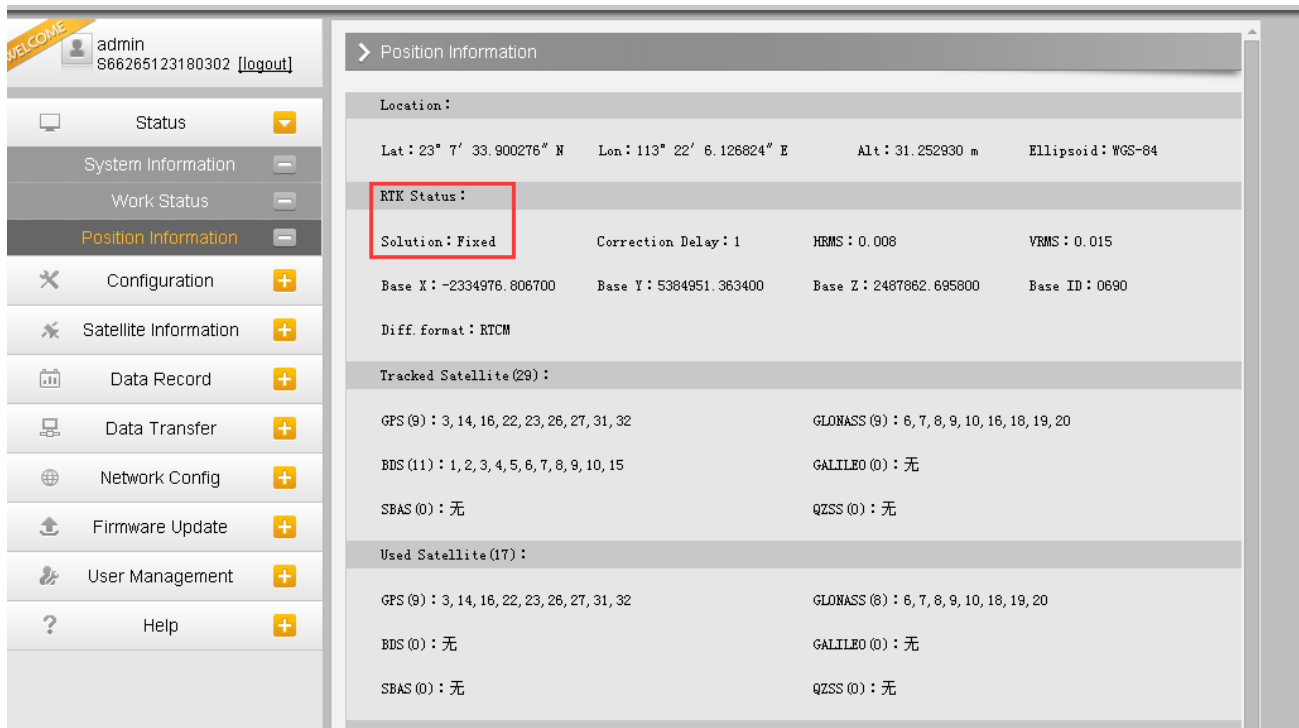 WELCOME
admin
S66265123180302 [logout]
Status
System Information
Work Status
Position Information
Configuration
Satellite Information
Data Record
Data Transfer
Network Config
Firmware Update
User Management
? Help
Position Information
Location:
Lat: 23° 7′ 33.900276″ N Lon: 113° 22′ 6.126824″ E Alt: 31.252930 m Ellipsoid: WGS-84
RTK Status:
Solution: Fixed Correction Delay: 1 HRMS: 0.008 VRMS: 0.015
Base X: -2334976.806700 Base Y: 5384951.363400 Base Z: 2487862.695800 Base ID: 0690
Diff.format: RTCM
Tracked Satellite(29):
GPS(9): 3, 14, 16, 22, 23, 26, 27, 31, 32 GLONASS(9): 6, 7, 8, 9, 10, 16, 18, 19, 20
BDS(11): 1, 2, 3, 4, 5, 6, 7, 8, 9, 10, 15 GALILEO(0): 无
SBAS(0): 无 QZSS(0): 无
Used Satellite(17):
GPS(9): 3, 14, 16, 22, 23, 26, 27, 31, 32 GLONASS(8): 6, 7, 8, 9, 10, 18, 19, 20
BDS(0): 无 GALILEO(0): 无
SBAS(0): 无 QZSS(0): 无